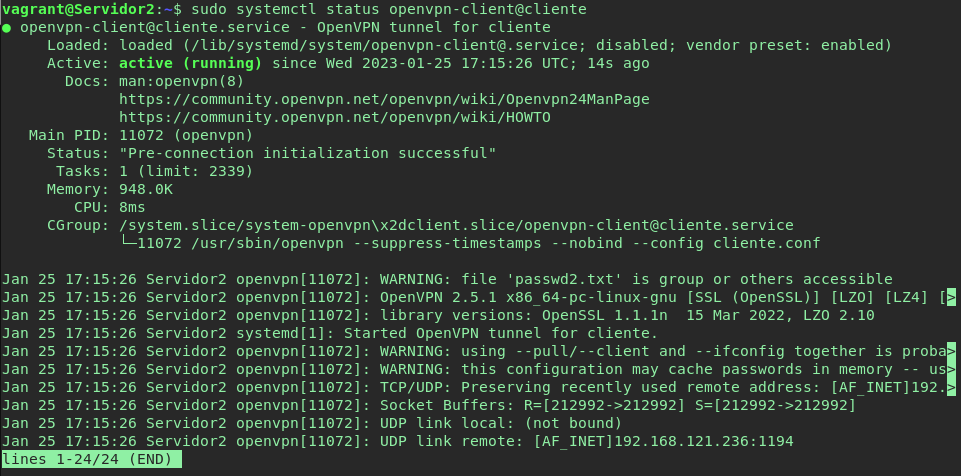 vagrant@Servidor2:~$ sudo systemctl status openvpn-client@cliente
● openvpn-client@cliente.service - OpenVPN tunnel for cliente
     Loaded: loaded (/lib/systemd/system/openvpn-client@.service; disabled; vendor preset: enabled)
     Active: active (running) since Wed 2023-01-25 17:15:26 UTC; 14s ago
       Docs: man:openvpn(8)
             https://community.openvpn.net/openvpn/wiki/Openvpn24ManPage
             https://community.openvpn.net/openvpn/wiki/HOWTO
   Main PID: 11072 (openvpn)
     Status: "Pre-connection initialization successful"
      Tasks: 1 (limit: 2339)
     Memory: 948.0K
        CPU: 8ms
     CGroup: /system.slice/system-openvpn\x2dclient.slice/openvpn-client@cliente.service
             └─11072 /usr/sbin/openvpn --suppress-timestamps --nobind --config cliente.conf
Jan 25 17:15:26 Servidor2 openvpn[11072]: WARNING: file 'passwd2.txt' is group or others accessible
Jan 25 17:15:26 Servidor2 openvpn[11072]: OpenVPN 2.5.1 x86_64-pc-linux-gnu [SSL (OpenSSL)] [LZO] [LZ4] [>
Jan 25 17:15:26 Servidor2 openvpn[11072]: library versions: OpenSSL 1.1.1n  15 Mar 2022, LZO 2.10
Jan 25 17:15:26 Servidor2 systemd[1]: Started OpenVPN tunnel for cliente.
Jan 25 17:15:26 Servidor2 openvpn[11072]: WARNING: using --pull/--client and --ifconfig together is proba>
Jan 25 17:15:26 Servidor2 openvpn[11072]: WARNING: this configuration may cache passwords in memory -- us>
Jan 25 17:15:26 Servidor2 openvpn[11072]: TCP/UDP: Preserving recently used remote address: [AF_INET]192.>
Jan 25 17:15:26 Servidor2 openvpn[11072]: Socket Buffers: R=[212992->212992] S=[212992->212992]
Jan 25 17:15:26 Servidor2 openvpn[11072]: UDP link local: (not bound)
Jan 25 17:15:26 Servidor2 openvpn[11072]: UDP link remote: [AF_INET]192.168.121.236:1194
lines 1-24/24 (END)